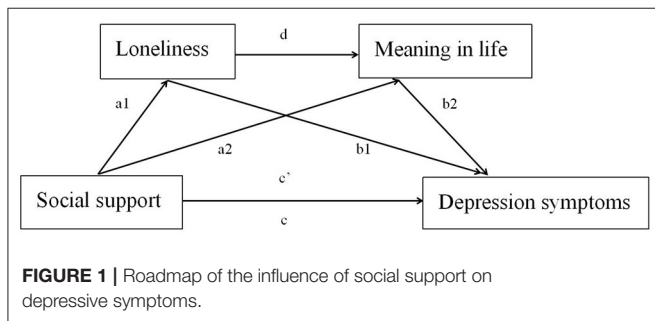 Loneliness
d
Meaning in life
a1
a2
b1
b2
Social support
c`
c
Depression symptoms
FIGURE 1 | Roadmap of the influence of social support on
depressive symptoms.